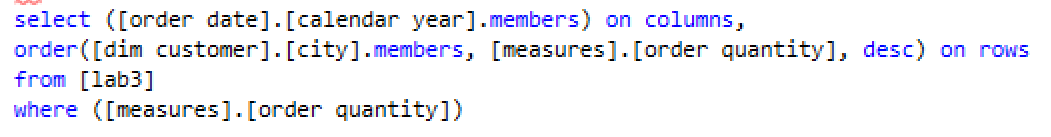 select ([order date].[calendar year].members) on columns,
order([dim customer].[city].members, [measures].[order quantity], desc) on rows
from [lab3]
where ([measures].[order quantity])